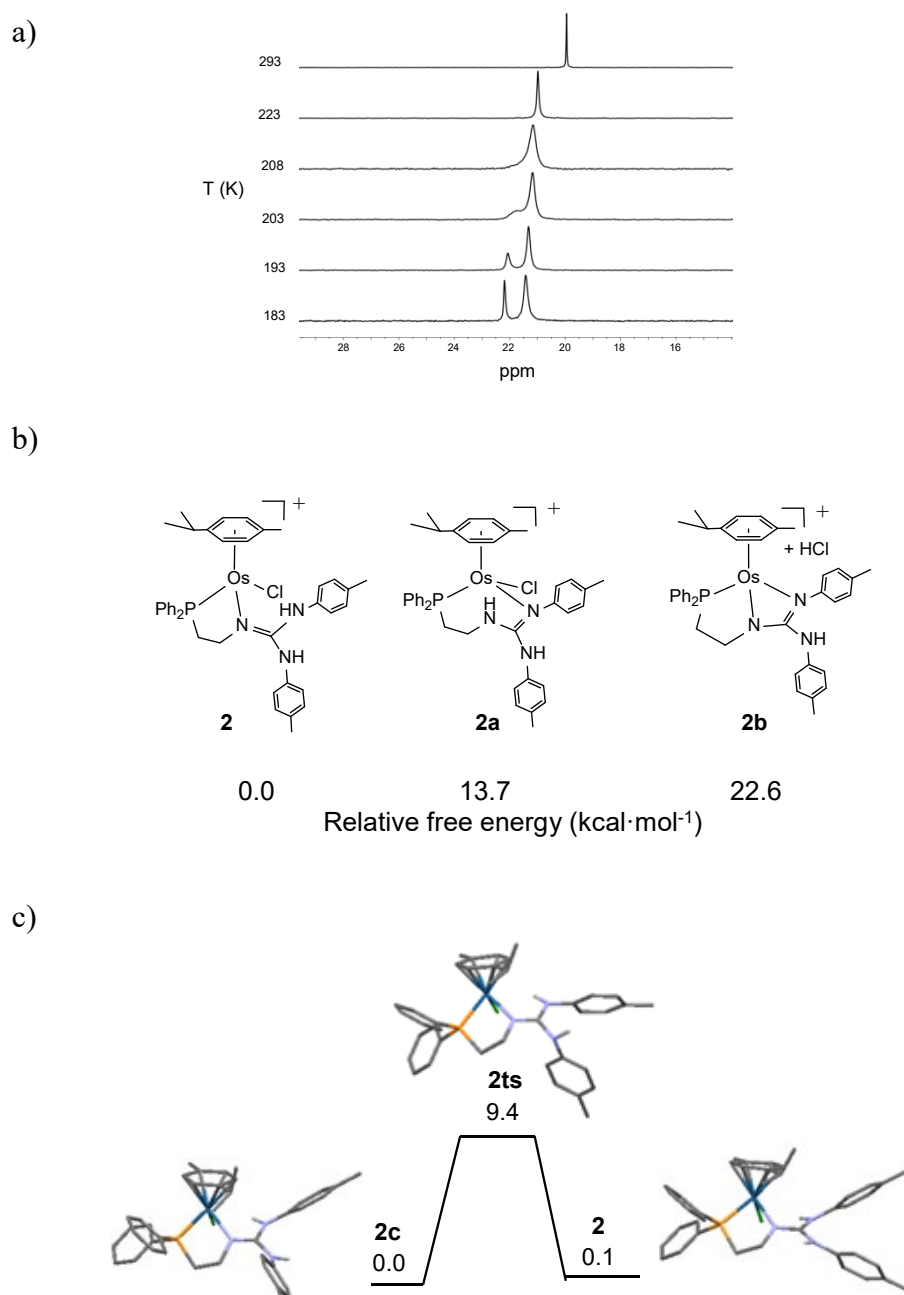 a)
293
223
208
T (K)
203
193
183
28 26 24 22 20 18 16
ppm
b)
+ + +
+ HCl
Os Cl Os Cl Os
Ph2P N HN Ph2P H N N Ph2P N N
NH NH NH
2 2a 2b
0.0 13.7 22.6
Relative free energy (kcal·mol-1)
c)
2ts
9.4
2c 2
0.0 0.1